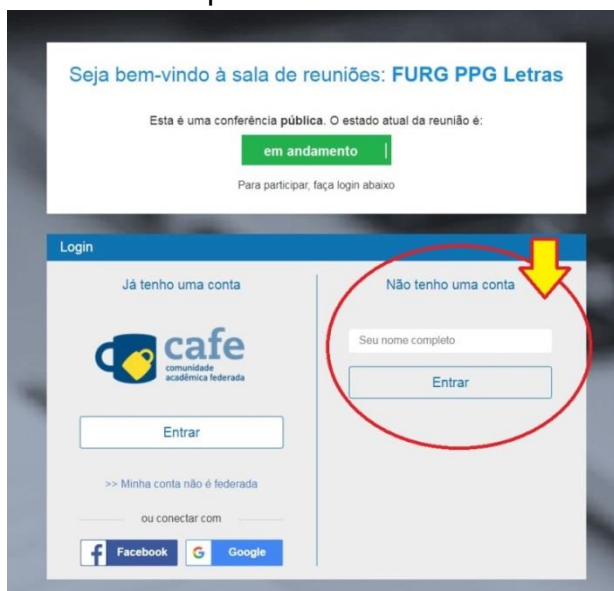 Seja bem-vindo à sala de reuniões: FURG PPG Letras
Esta é uma conferência pública. O estado atual da reunião é:
em andamento
Para participar, faça login abaixo
Login
Já tenho uma conta
cafe
comunidade
acadêmica federada
Entrar
>> Minha conta não é federada
ou conectar com
f Facebook
G Google
Não tenho uma conta
Seu nome completo
Entrar